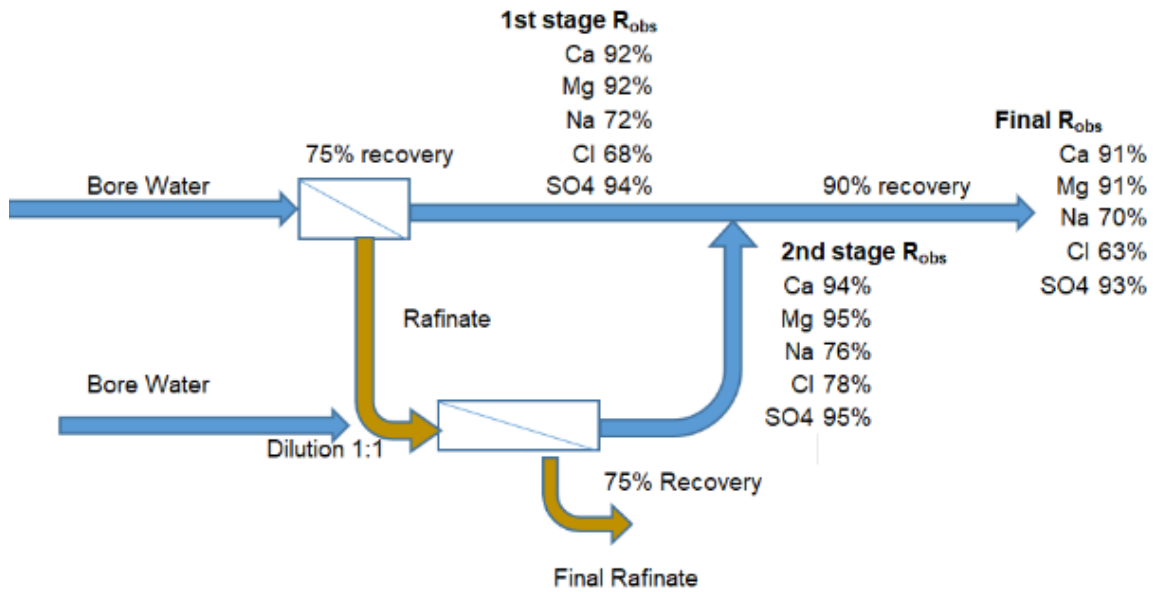 1st stage Robs
Ca 92%
Mg 92%
Na 72%
Cl 68%
SO4 94%
Final Robs
Ca 91%
Mg 91%
Na 70%
Cl 63%
SO4 93%
75% recovery
Bore Water
90% recovery
2nd stage Robs
Ca 94%
Mg 95%
Na 76%
Cl 78%
SO4 95%
Rafinate
Bore Water
Dilution 1:1
75% Recovery
Final Rafinate